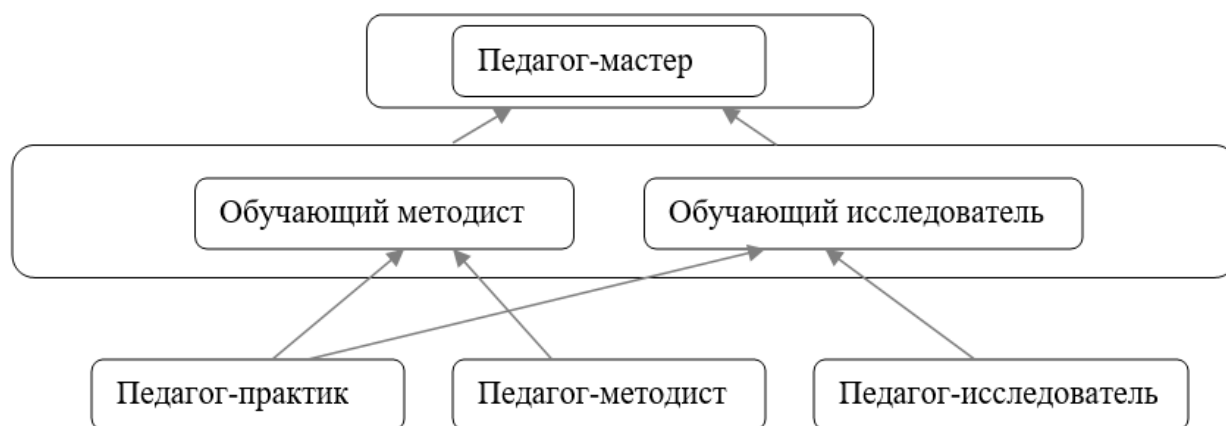 Педагог-мастер
Обучающий методист
Обучающий исследователь
Педагог-практик
Педагог-методист
Педагог-исследователь